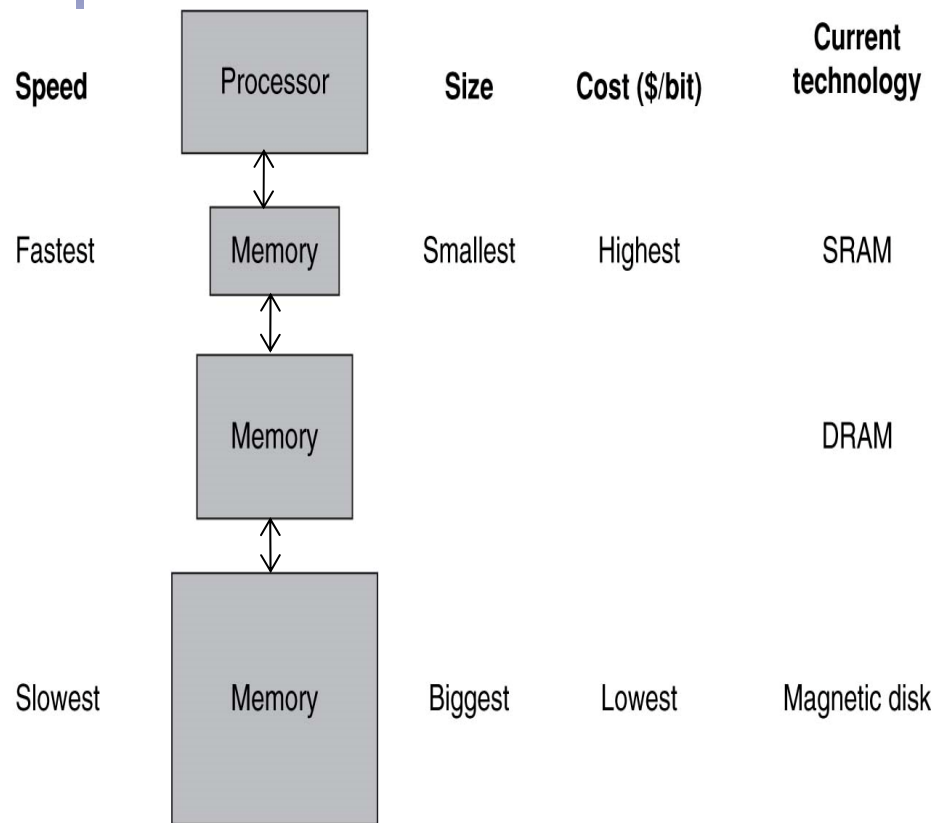 Speed Processor Size Cost ($/bit) Current
technology
Fastest Memory Smallest Highest SRAM
Memory DRAM
Slowest Memory Biggest Lowest Magnetic disk